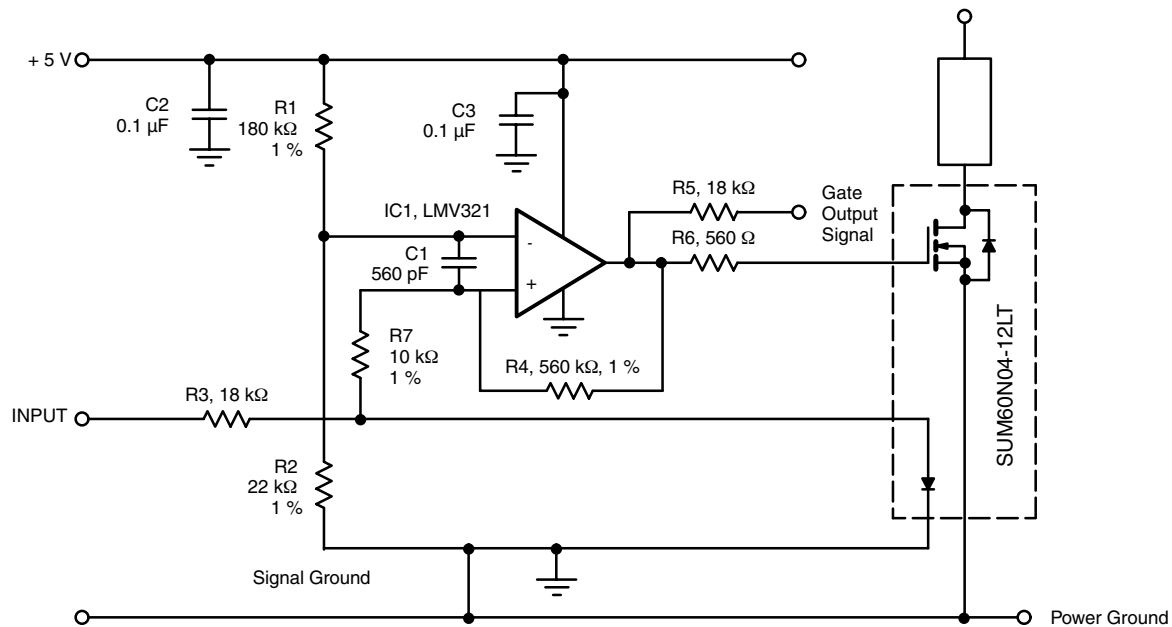 + 5 V
C2
0.1 µF
R1
180 kΩ
1 %
C3
0.1 µF
IC1, LMV321
-
+
C1
560 pF
R5, 18 kΩ
Gate
Output
Signal
R6, 560 Ω
R7
10 kΩ
1 %
R4, 560 kΩ, 1 %
R3, 18 kΩ
INPUT
R2
22 kΩ
1 %
SUM60N04-12LT
Signal Ground
Power Ground